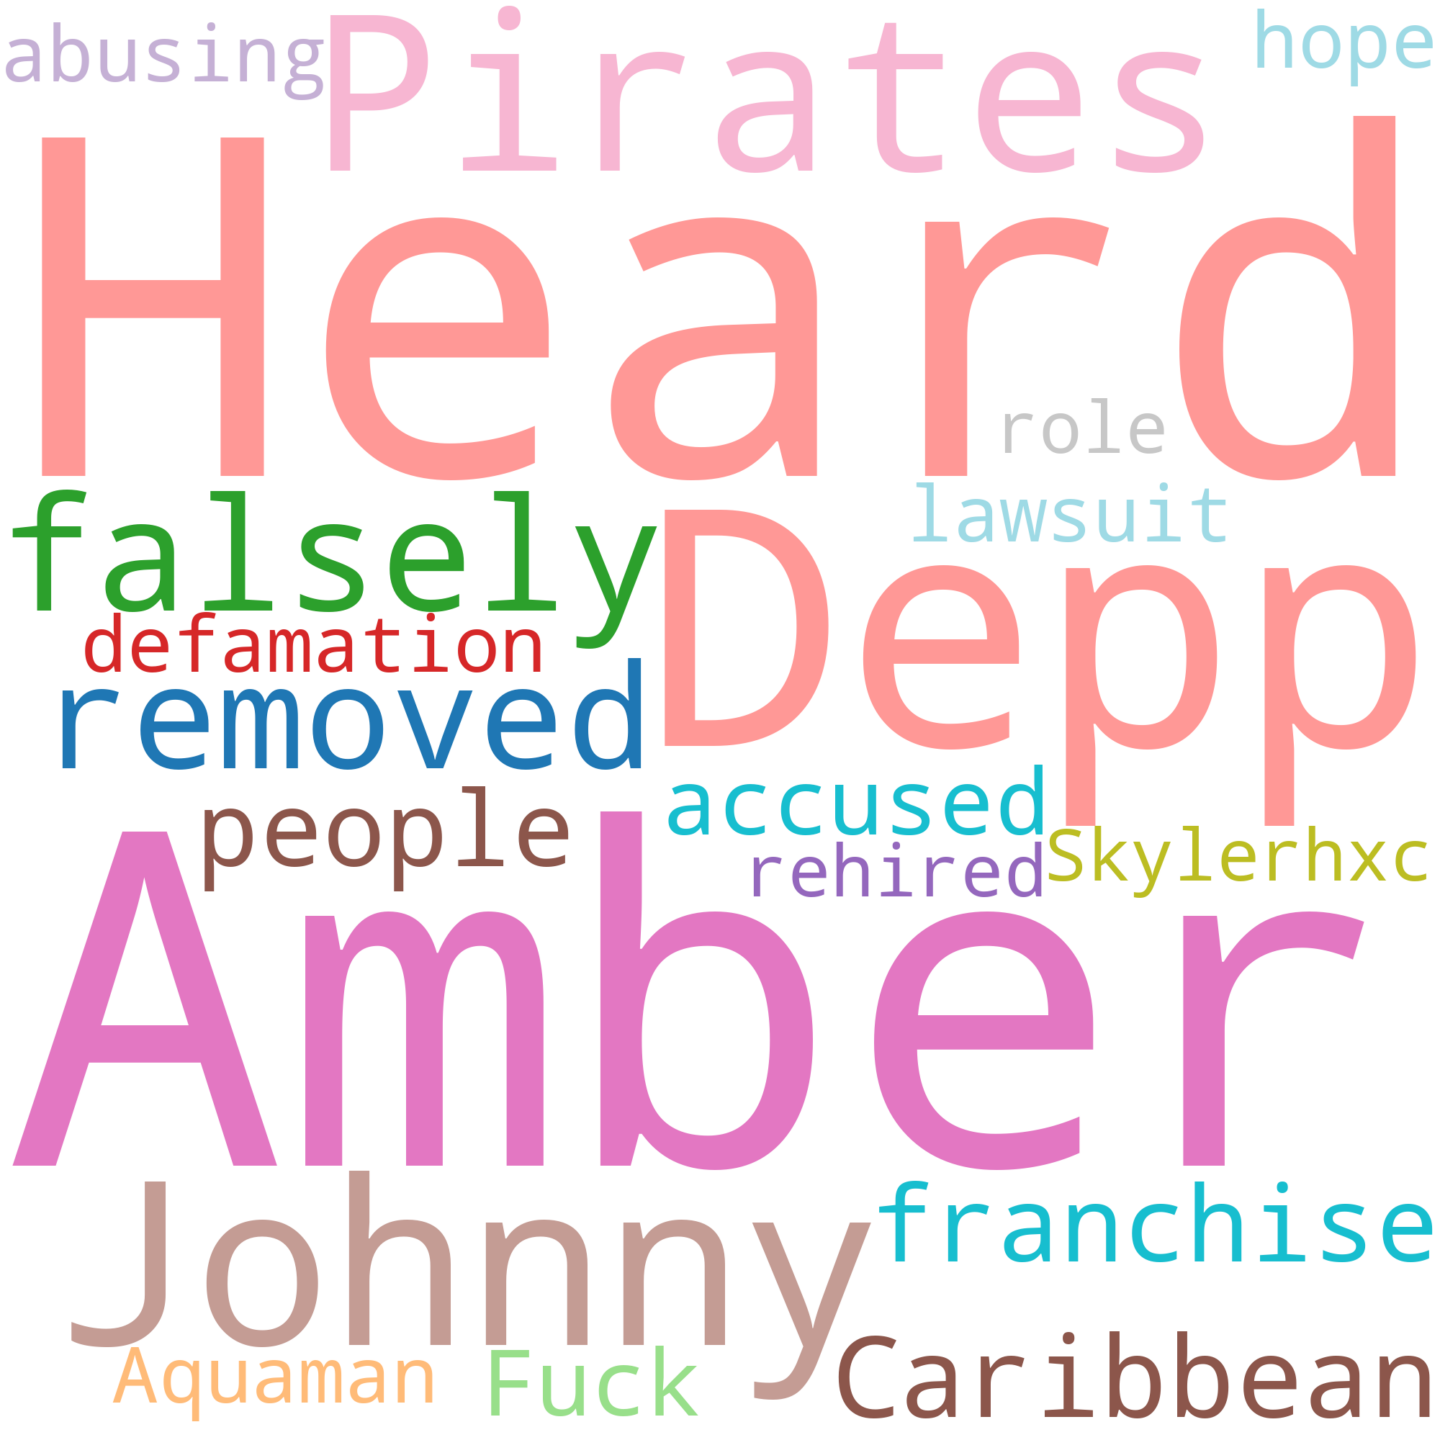 abusing
Pirates
hope
Heard
role
falsely
lawsuit
Depp
defamation
removed
accused
people
rehired
Skylerhxc
Amber
Johnny
franchise
Aquaman
Fuck
Caribbean